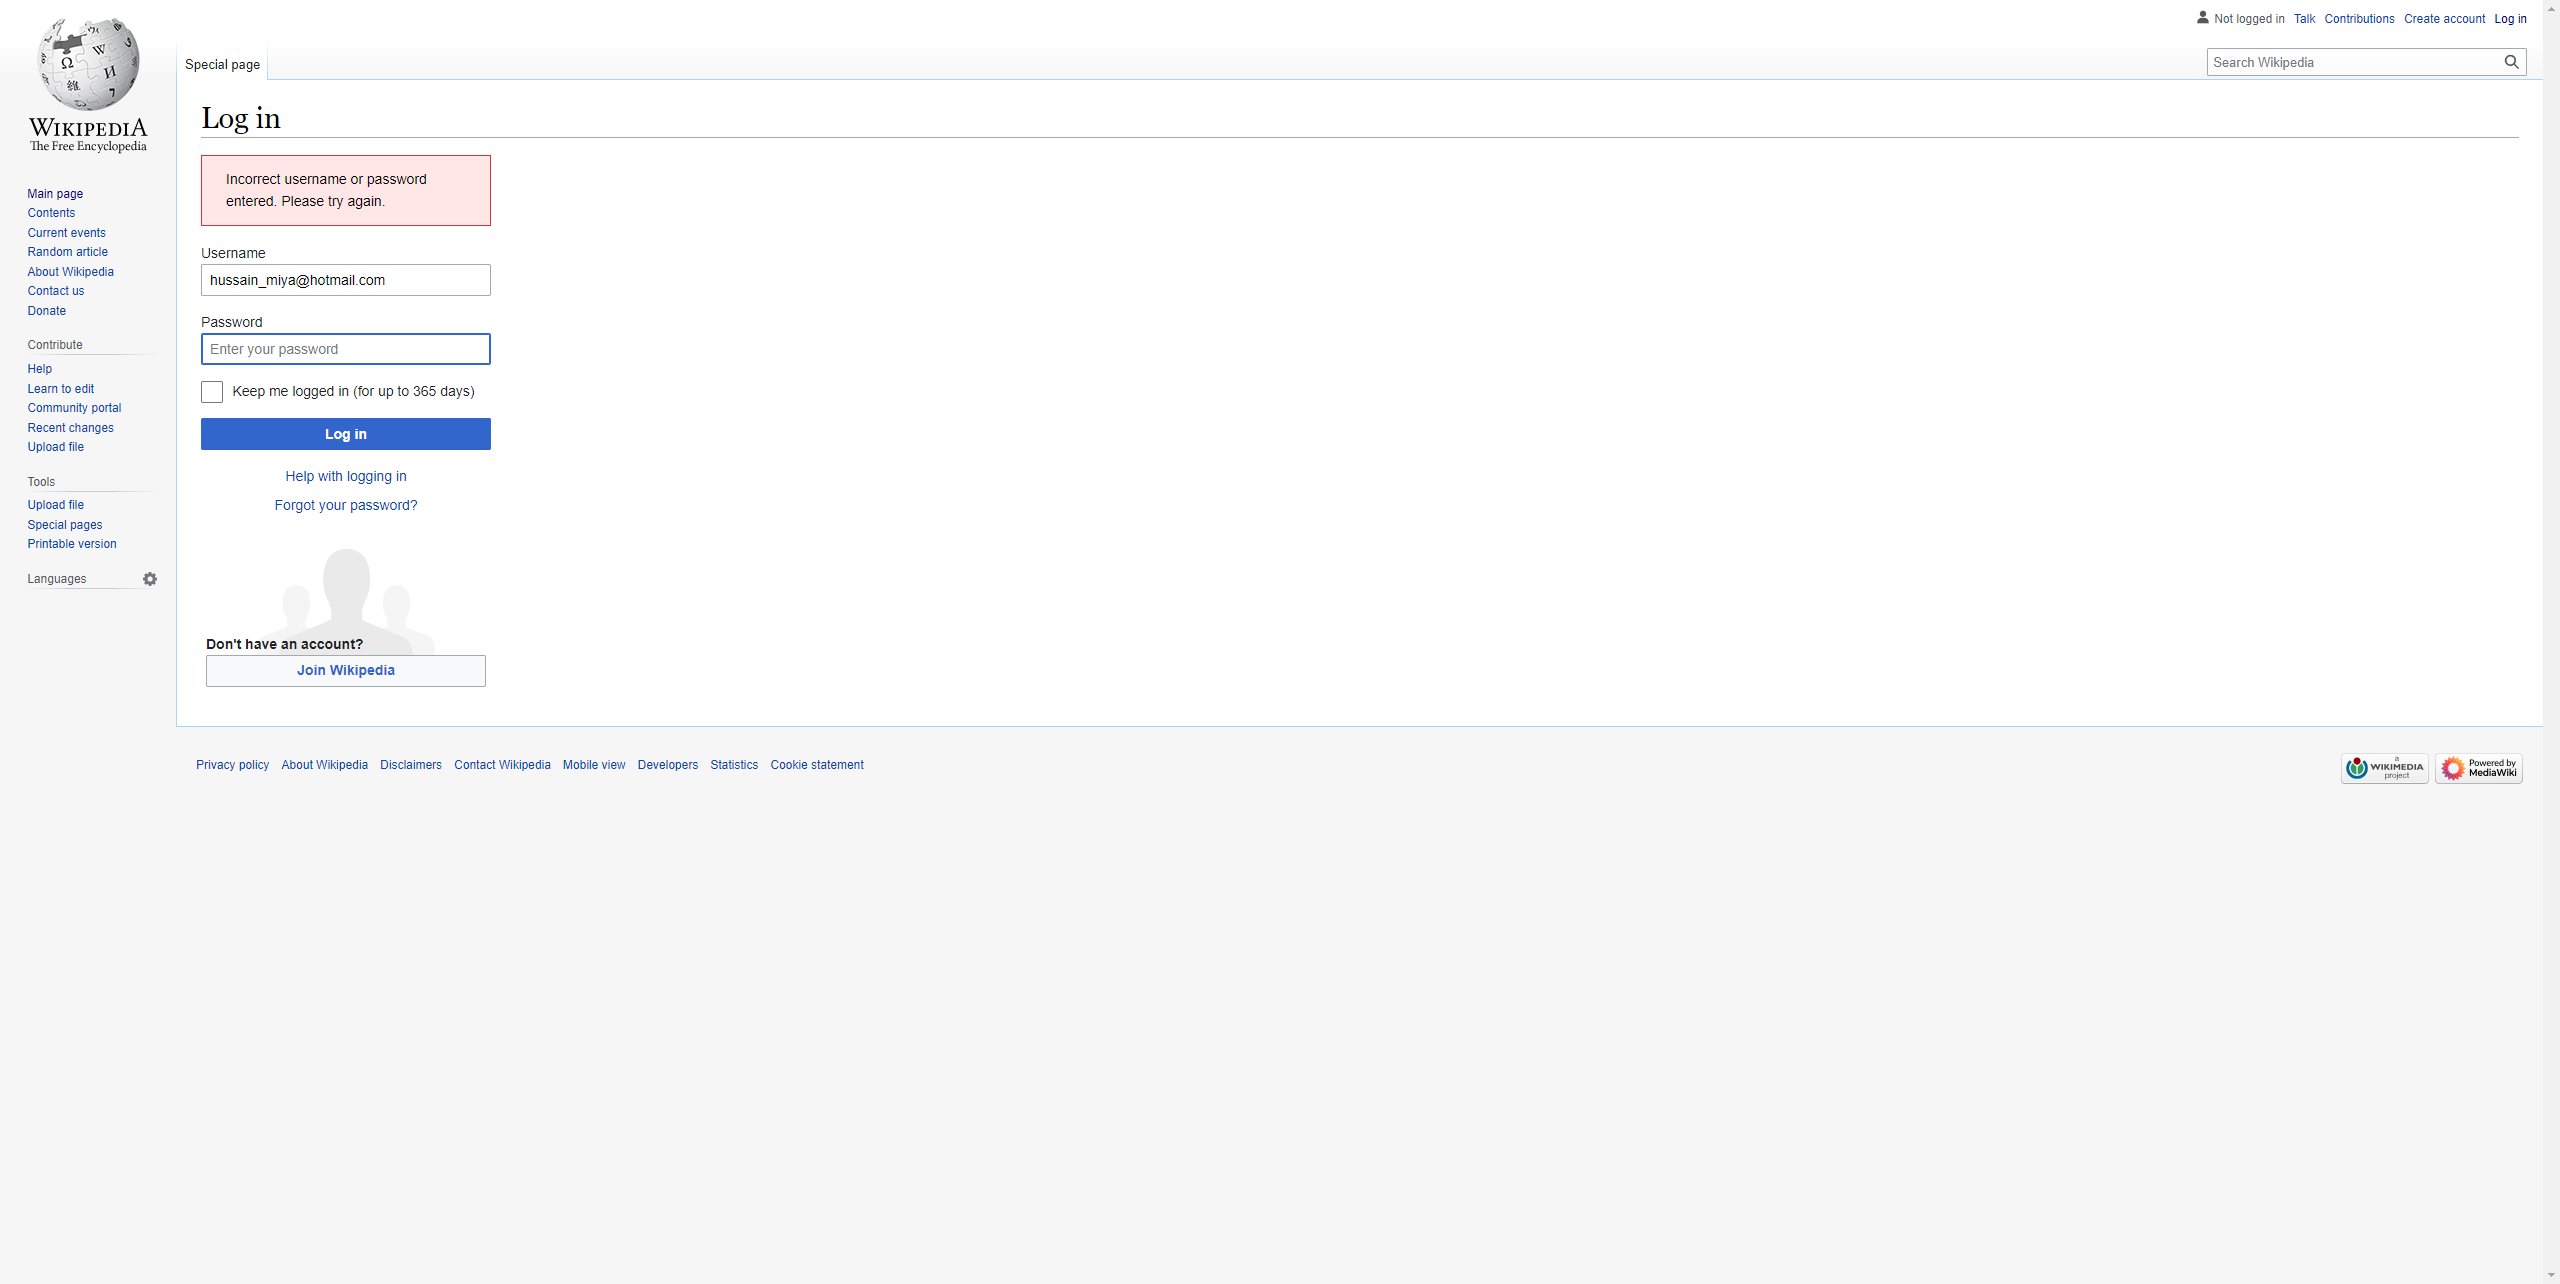 Not logged in Talk Contributions Create account Log in
Special page
Search Wikipedia
WIKIPEDIA
The Free Encyclopedia
Main page
Contents
Current events
Random article
About Wikipedia
Contact us
Donate
Contribute
Help
Learn to edit
Community portal
Recent changes
Upload file
Tools
Upload file
Special pages
Printable version
Languages
Log in
Incorrect username or password
entered. Please try again.
Username
hussain_miya@hotmail.com
Password
Enter your password
Keep me logged in (for up to 365 days)
Log in
Help with logging in
Forgot your password?
Don't have an account?
Join Wikipedia
Privacy policy About Wikipedia Disclaimers Contact Wikipedia Mobile view Developers Statistics Cookie statement
a
WIKIMEDIA
project
Powered by
MediaWiki